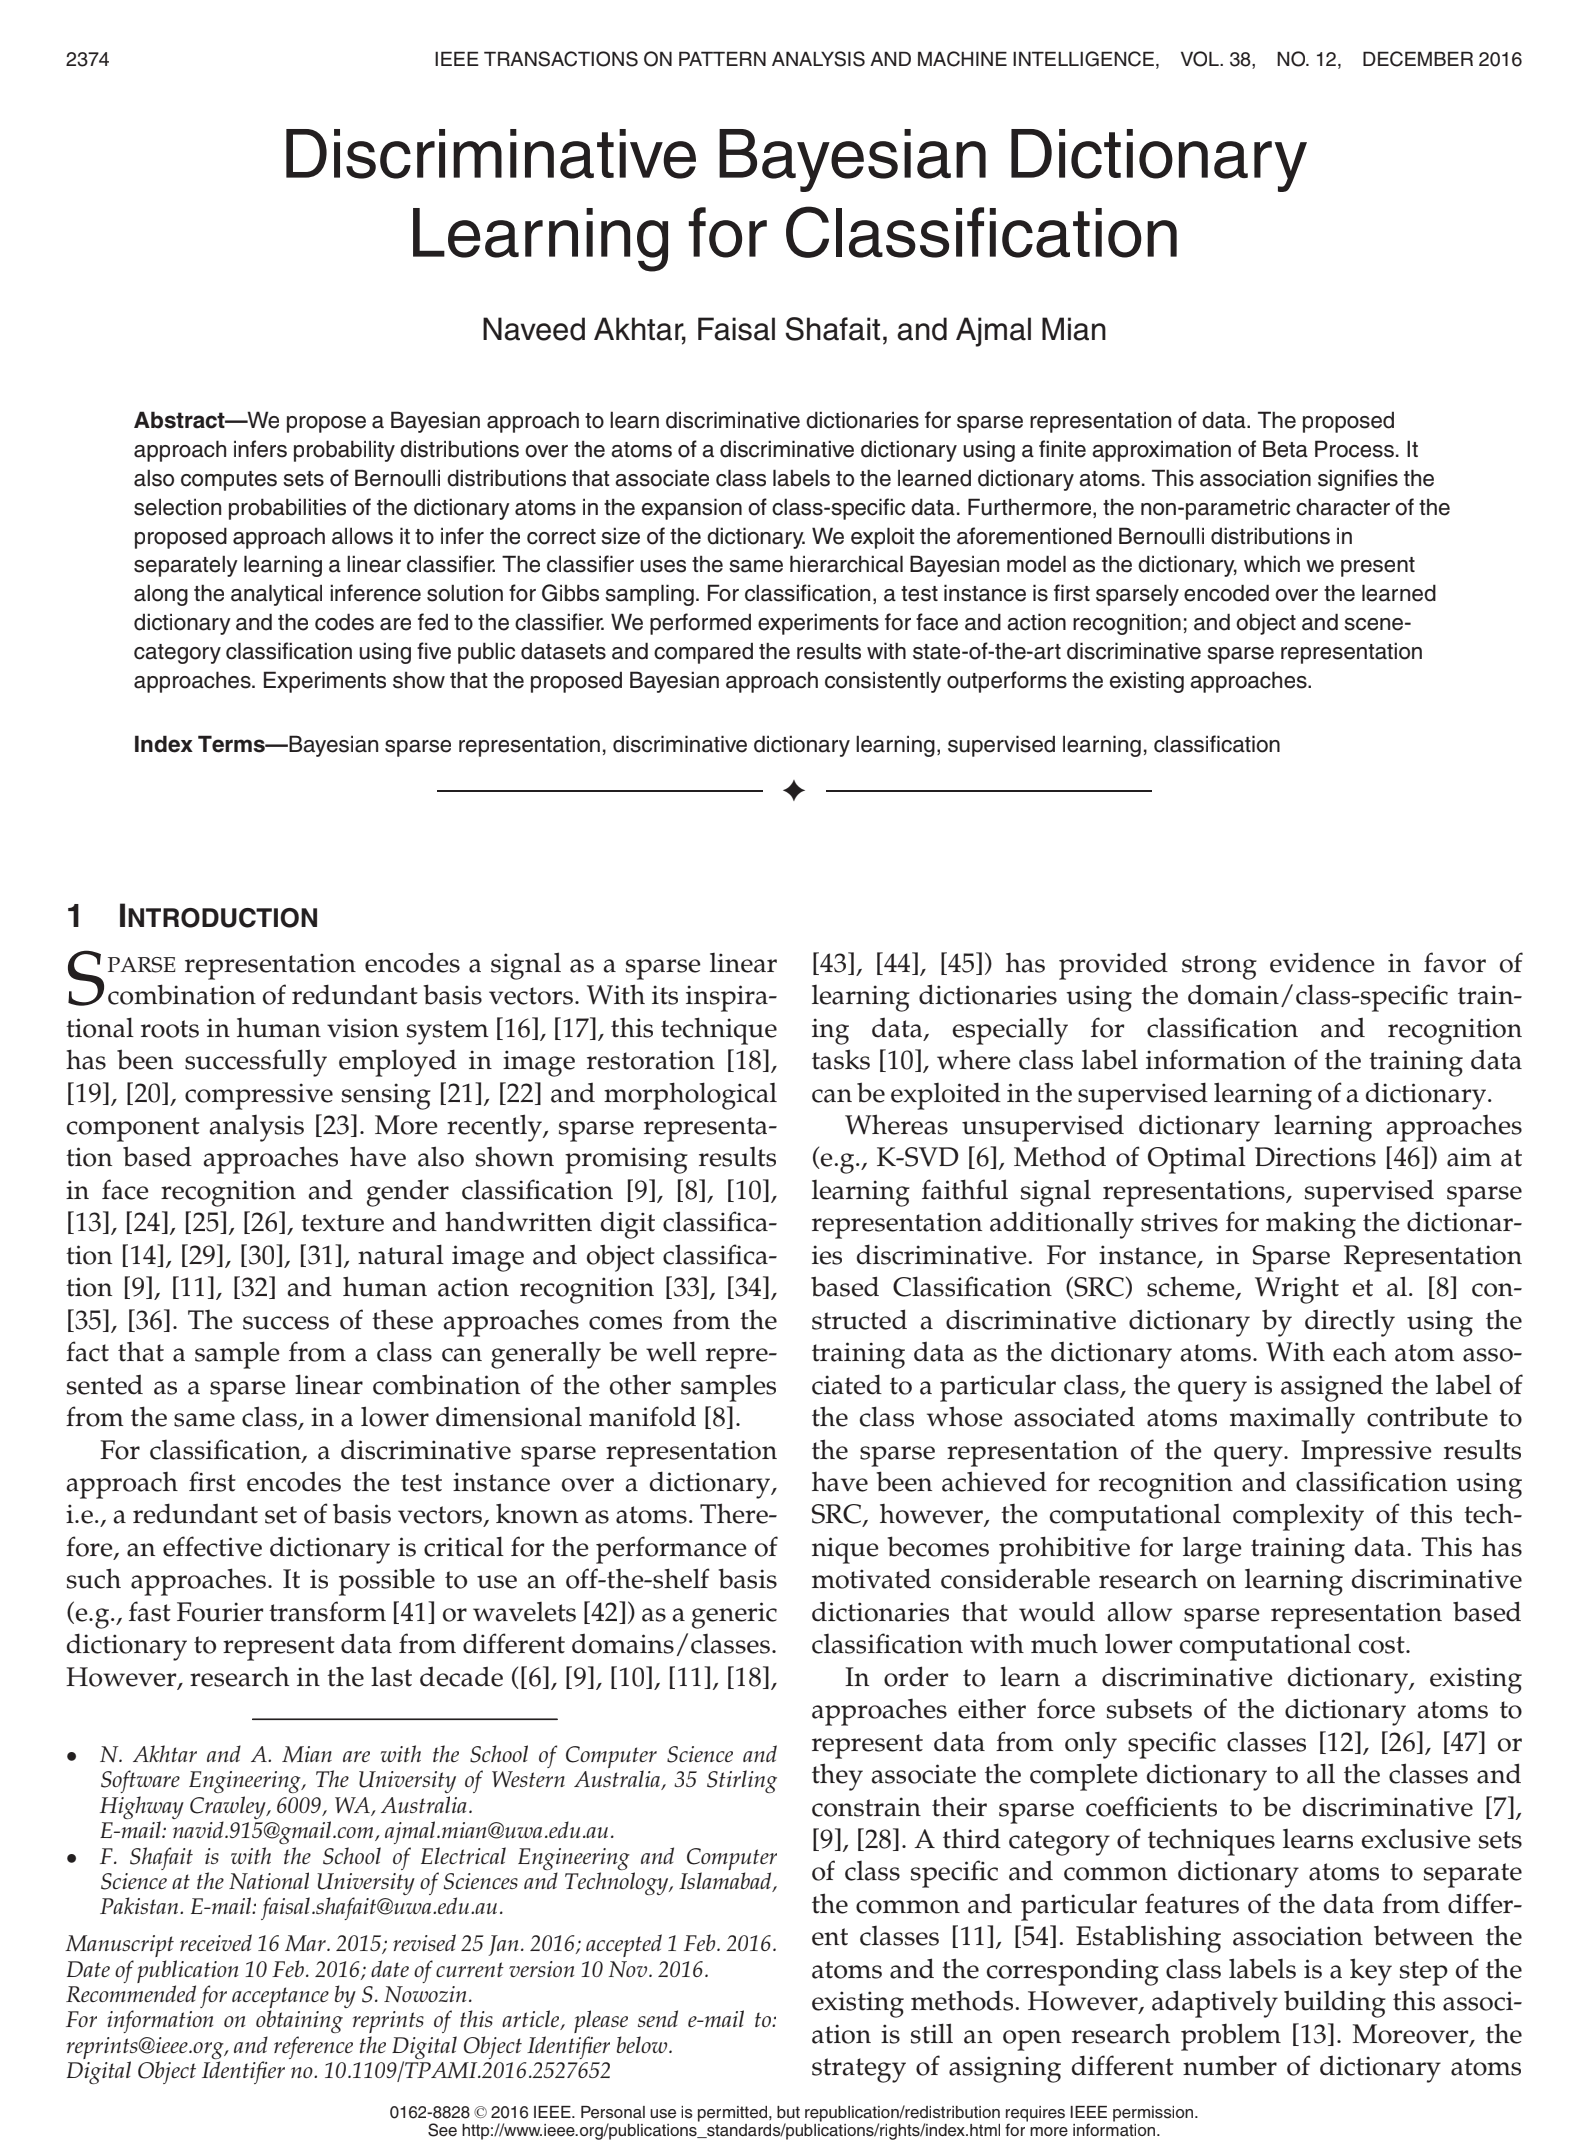 2374
IEEE TRANSACTIONS ON PATTERN ANALYSIS AND MACHINE INTELLIGENCE, VOL. 38, NO. 12, DECEMBER 2016
Discriminative Bayesian Dictionary
Learning for Classification
Naveed Akhtar, Faisal Shafait, and Ajmal Mian
Abstract—We propose a Bayesian approach to learn discriminative dictionaries for sparse representation of data. The proposed
approach infers probability distributions over the atoms of a discriminative dictionary using a finite approximation of Beta Process. It
also computes sets of Bernoulli distributions that associate class labels to the learned dictionary atoms. This association signifies the
selection probabilities of the dictionary atoms in the expansion of class-specific data. Furthermore, the non-parametric character of the
proposed approach allows it to infer the correct size of the dictionary. We exploit the aforementioned Bernoulli distributions in
separately learning a linear classifier. The classifier uses the same hierarchical Bayesian model as the dictionary, which we present
along the analytical inference solution for Gibbs sampling. For classification, a test instance is first sparsely encoded over the learned
dictionary and the codes are fed to the classifier. We performed experiments for face and action recognition; and object and scene-
category classification using five public datasets and compared the results with state-of-the-art discriminative sparse representation
approaches. Experiments show that the proposed Bayesian approach consistently outperforms the existing approaches.
Index Terms—Bayesian sparse representation, discriminative dictionary learning, supervised learning, classification
1 INTRODUCTION
SPARSE representation encodes a signal as a sparse linear
combination of redundant basis vectors. With its inspira-
tional roots in human vision system [16], [17], this technique
has been successfully employed in image restoration [18],
[19], [20], compressive sensing [21], [22] and morphological
component analysis [23]. More recently, sparse representa-
tion based approaches have also shown promising results
in face recognition and gender classification [9], [8], [10],
[13], [24], [25], [26], texture and handwritten digit classifica-
tion [14], [29], [30], [31], natural image and object classifica-
tion [9], [11], [32] and human action recognition [33], [34],
[35], [36]. The success of these approaches comes from the
fact that a sample from a class can generally be well repre-
sented as a sparse linear combination of the other samples
from the same class, in a lower dimensional manifold [8].
For classification, a discriminative sparse representation
approach first encodes the test instance over a dictionary,
i.e., a redundant set of basis vectors, known as atoms. There-
fore, an effective dictionary is critical for the performance of
such approaches. It is possible to use an off-the-shelf basis
(e.g., fast Fourier transform [41] or wavelets [42]) as a generic
dictionary to represent data from different domains/classes.
However, research in the last decade ([6], [9], [10], [11], [18],
• N. Akhtar and A. Mian are with the School of Computer Science and
Software Engineering, The University of Western Australia, 35 Stirling
Highway Crawley, 6009, WA, Australia.
E-mail: navid.915@gmail.com, ajmal.mian@uwa.edu.au.
• F. Shafait is with the School of Electrical Engineering and Computer
Science at the National University of Sciences and Technology, Islamabad,
Pakistan. E-mail: faisal.shafait@uwa.edu.au.
Manuscript received 16 Mar. 2015; revised 25 Jan. 2016; accepted 1 Feb. 2016.
Date of publication 10 Feb. 2016; date of current version 10 Nov. 2016.
Recommended for acceptance by S. Nowozin.
For information on obtaining reprints of this article, please send e-mail to:
reprints@ieee.org, and reference the Digital Object Identifier below.
Digital Object Identifier no. 10.1109/TPAMI.2016.2527652
[43], [44], [45]) has provided strong evidence in favor of
learning dictionaries using the domain/class-specific train-
ing data, especially for classification and recognition
tasks [10], where class label information of the training data
can be exploited in the supervised learning of a dictionary.
Whereas unsupervised dictionary learning approaches
(e.g., K-SVD [6], Method of Optimal Directions [46]) aim at
learning faithful signal representations, supervised sparse
representation additionally strives for making the dictionar-
ies discriminative. For instance, in Sparse Representation
based Classification (SRC) scheme, Wright et al. [8] con-
structed a discriminative dictionary by directly using the
training data as the dictionary atoms. With each atom asso-
ciated to a particular class, the query is assigned the label of
the class whose associated atoms maximally contribute to
the sparse representation of the query. Impressive results
have been achieved for recognition and classification using
SRC, however, the computational complexity of this tech-
nique becomes prohibitive for large training data. This has
motivated considerable research on learning discriminative
dictionaries that would allow sparse representation based
classification with much lower computational cost.
In order to learn a discriminative dictionary, existing
approaches either force subsets of the dictionary atoms to
represent data from only specific classes [12], [26], [47] or
they associate the complete dictionary to all the classes and
constrain their sparse coefficients to be discriminative [7],
[9], [28]. A third category of techniques learns exclusive sets
of class specific and common dictionary atoms to separate
the common and particular features of the data from differ-
ent classes [11], [54]. Establishing association between the
atoms and the corresponding class labels is a key step of the
existing methods. However, adaptively building this associ-
ation is still an open research problem [13]. Moreover, the
strategy of assigning different number of dictionary atoms
0162-8828 © 2016 IEEE. Personal use is permitted, but republication/redistribution requires IEEE permission.
See http://www.ieee.org/publications_standards/publications/rights/index.html for more information.